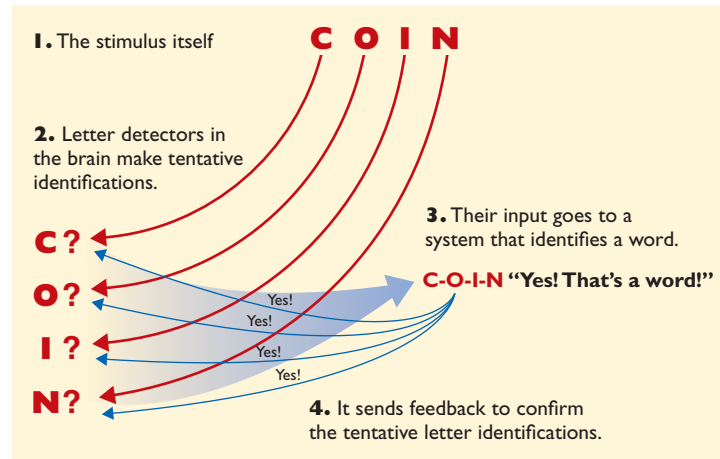 1. The stimulus itself
C O I N
2. Letter detectors in
the brain make tentative
identifications.
C ?
O ?
I ?
N ?
3. Their input goes to a
system that identifies a word.
C-O-I-N “Yes! That’s a word!”
Yes!
Yes!
Yes!
Yes!
4. It sends feedback to confirm
the tentative letter identifications.